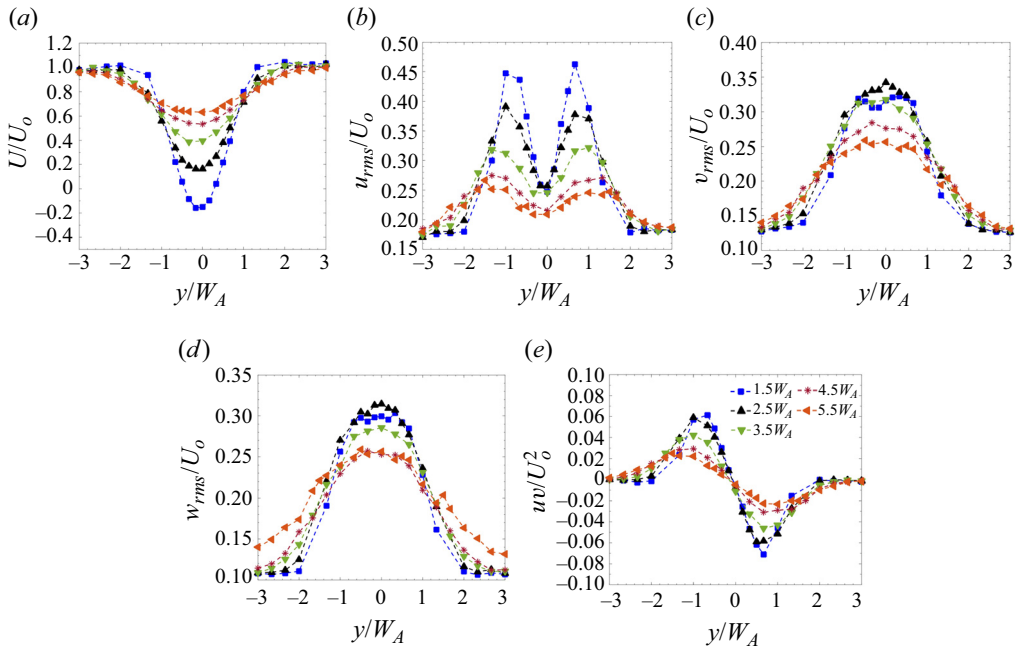 (a) (b) (c)
1.2 0.50 0.40
1.0 0.45 0.35
0.8 0.40 0.30
0.6 0.35 0.25
0.4 0.30 0.20
0.2 0.25 0.15
0 0.20 0.10
−0.2 0.15
−0.4
U/U_o u_rms/U_o v_rms/U_o
−3 −2 −1 0 1 2 3 −3 −2 −1 0 1 2 3 −3 −2 −1 0 1 2 3
y/W_A y/W_A y/W_A
(d) (e)
0.35 0.10
0.30 0.08
0.25 0.06
0.20 0.04
0.15 0.02
0.10 0
−0.02
−0.04
−0.06
−0.08
−0.10
w_rms/U_o uv/U_o^2
1.5W_A 4.5W_A
2.5W_A 5.5W_A
3.5W_A
−3 −2 −1 0 1 2 3 −3 −2 −1 0 1 2 3
y/W_A y/W_A